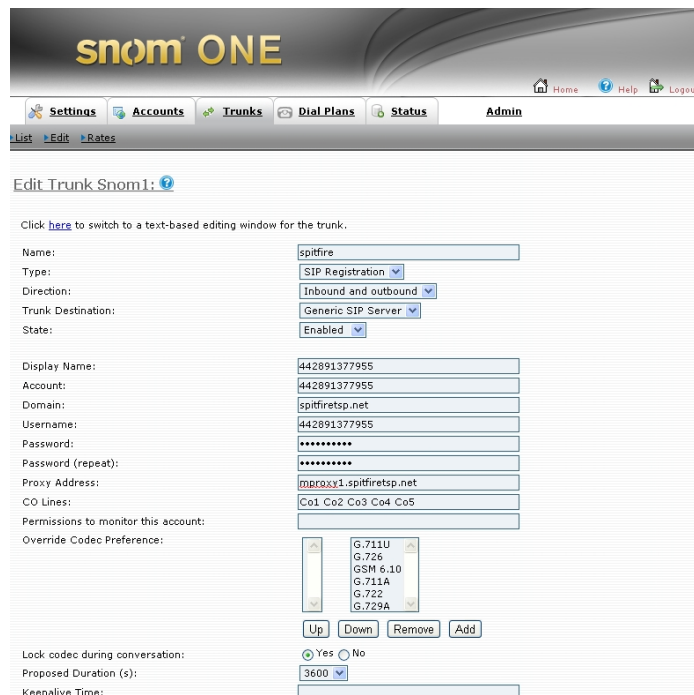 snom ONE
Home Help Logou
Settings Accounts Trunks Dial Plans Status Admin
List Edit Rates
Edit Trunk Snom1:
Click here to switch to a text-based editing window for the trunk.
Name: spitfire
Type: SIP Registration
Direction: Inbound and outbound
Trunk Destination: Generic SIP Server
State: Enabled
Display Name: 442891377955
Account: 442891377955
Domain: spitfiretsp.net
Username: 442891377955
Password: ••••••••••
Password (repeat): ••••••••••
Proxy Address: mproxy1.spitfiretsp.net
CO Lines: Co1 Co2 Co3 Co4 Co5
Permissions to monitor this account:
Override Codec Preference: G.711U
G.726
GSM 6.10
G.711A
G.722
G.729A
Up Down Remove Add
Lock codec during conversation: Yes No
Proposed Duration (s): 3600
Keepalive Time: